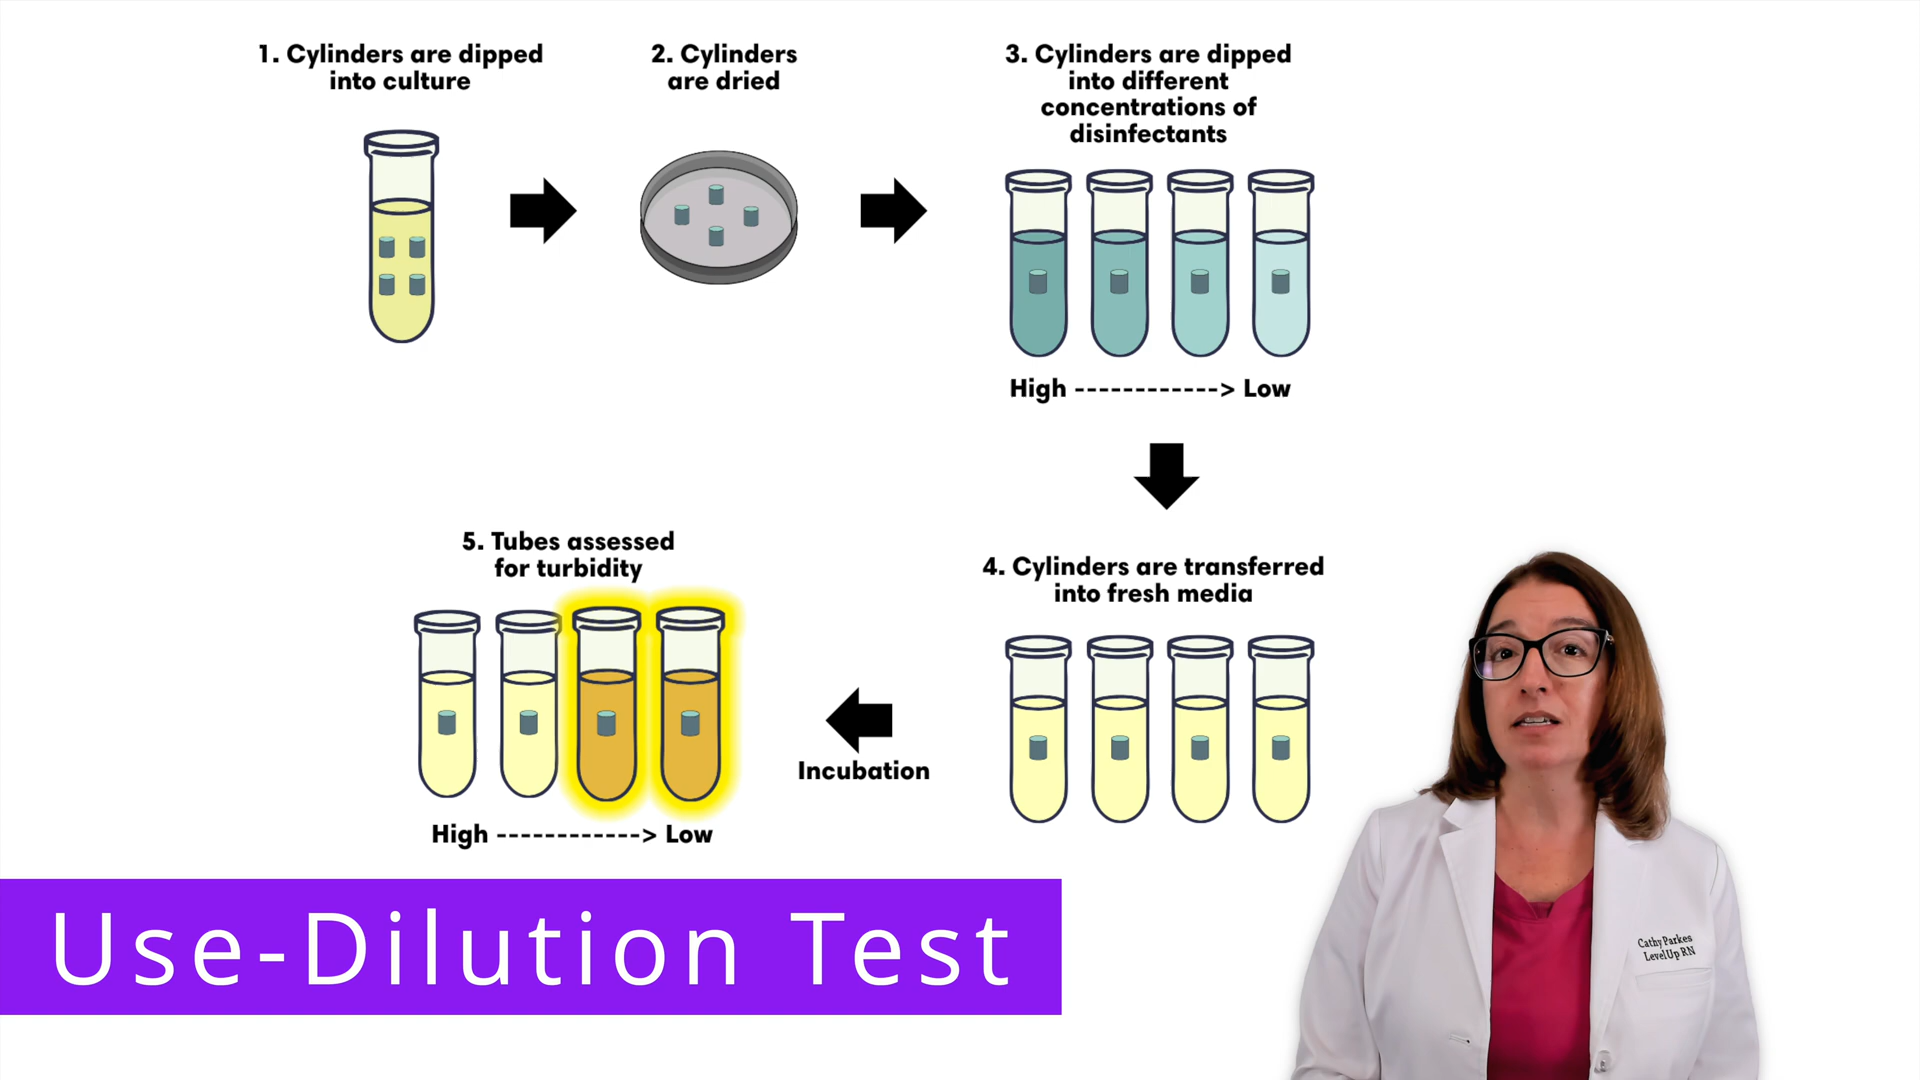 1. Cylinders are dipped
into culture
2. Cylinders
are dried
3. Cylinders are dipped
into different
concentrations of
disinfectants
High ------------> Low
4. Cylinders are transferred
into fresh media
Incubation
5. Tubes assessed
for turbidity
High ------------> Low
Use-Dilution Test
Cathy Parkes
LevelUp RN